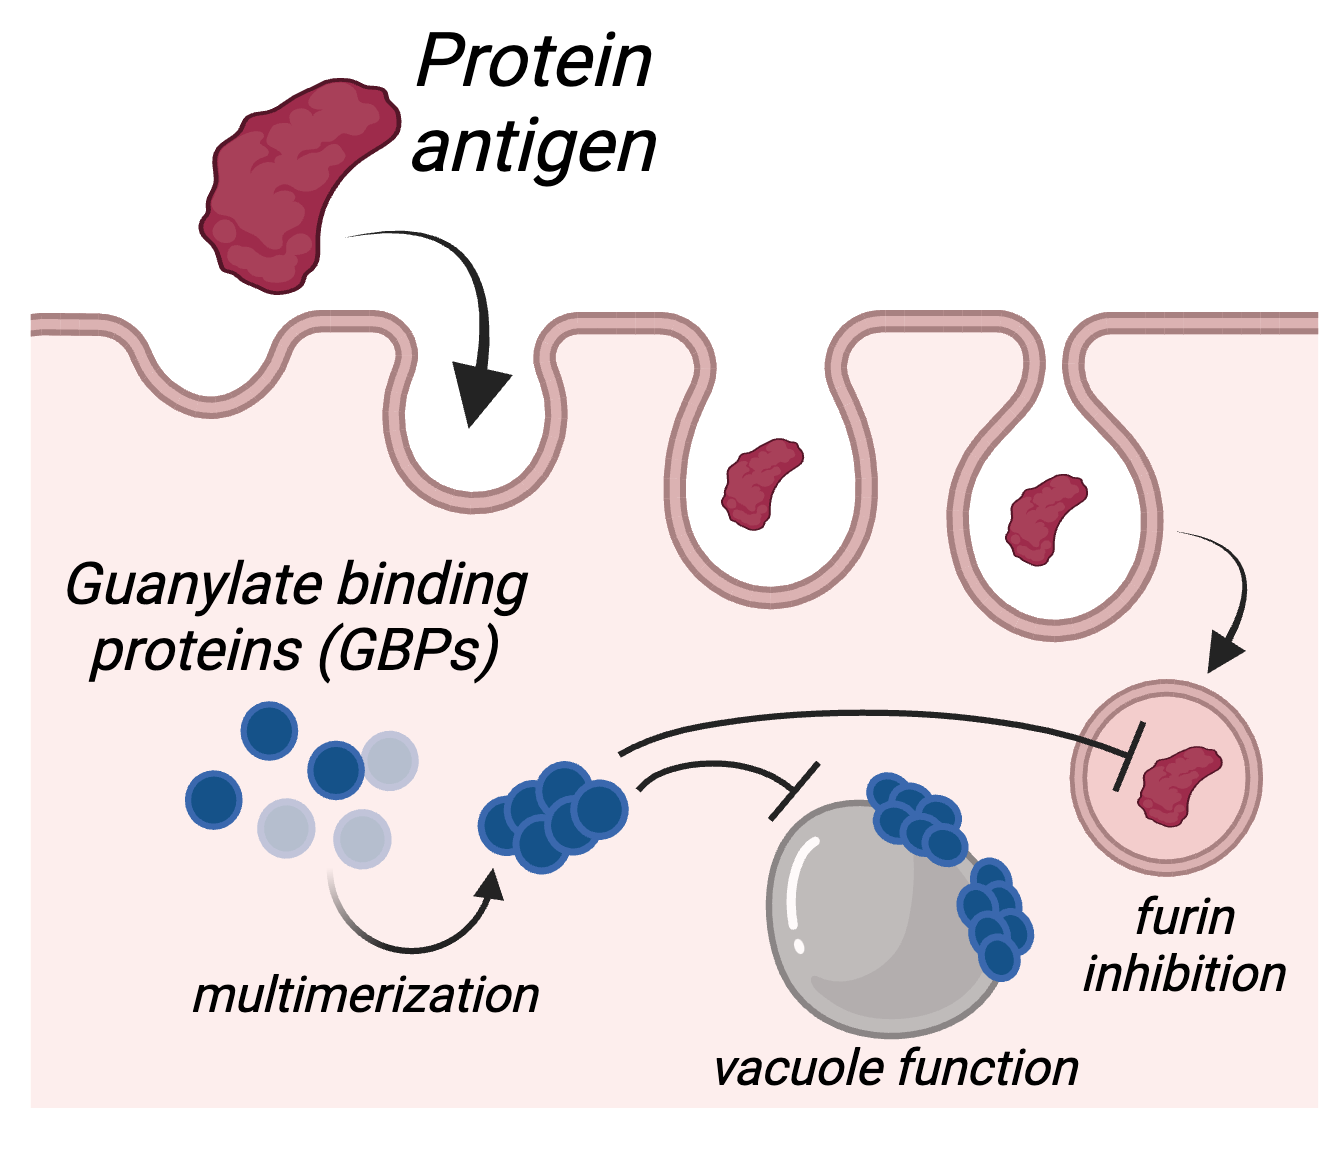 Protein
antigen
Guanylate binding
proteins (GBPs)
multimerization
furin
inhibition
vacuole function